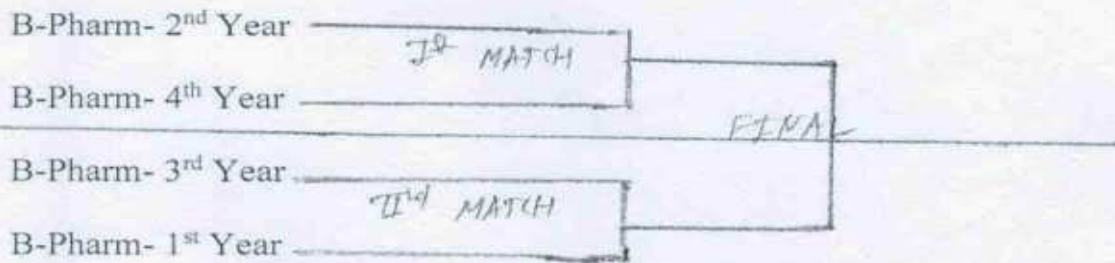 B-Pharm- 2nd Year
Ist MATCH
B-Pharm- 4th Year
FINAL
B-Pharm- 3rd Year
IInd MATCH
B-Pharm- 1st Year